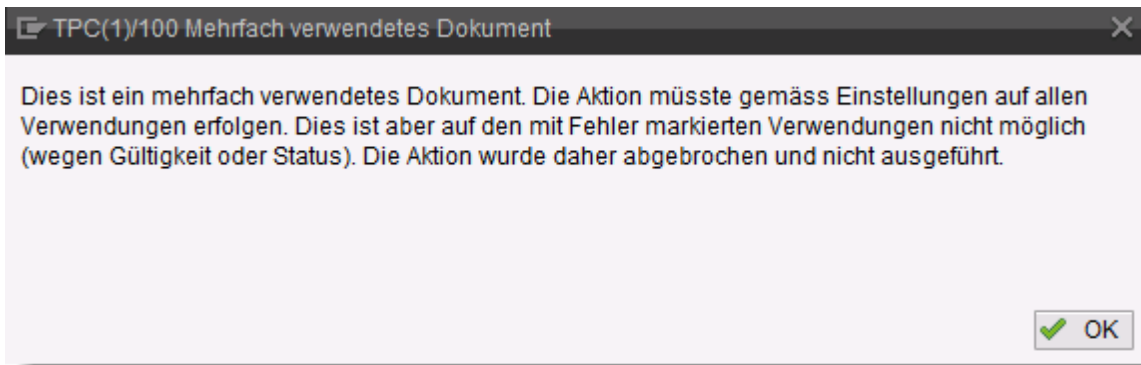 TPC(1)/100 Mehrfach verwendetes Dokument
Dies ist ein mehrfach verwendetes Dokument. Die Aktion müsste gemäss Einstellungen auf allen
Verwendungen erfolgen. Dies ist aber auf den mit Fehler markierten Verwendungen nicht möglich
(wegen Gültigkeit oder Status). Die Aktion wurde daher abgebrochen und nicht ausgeführt.
OK